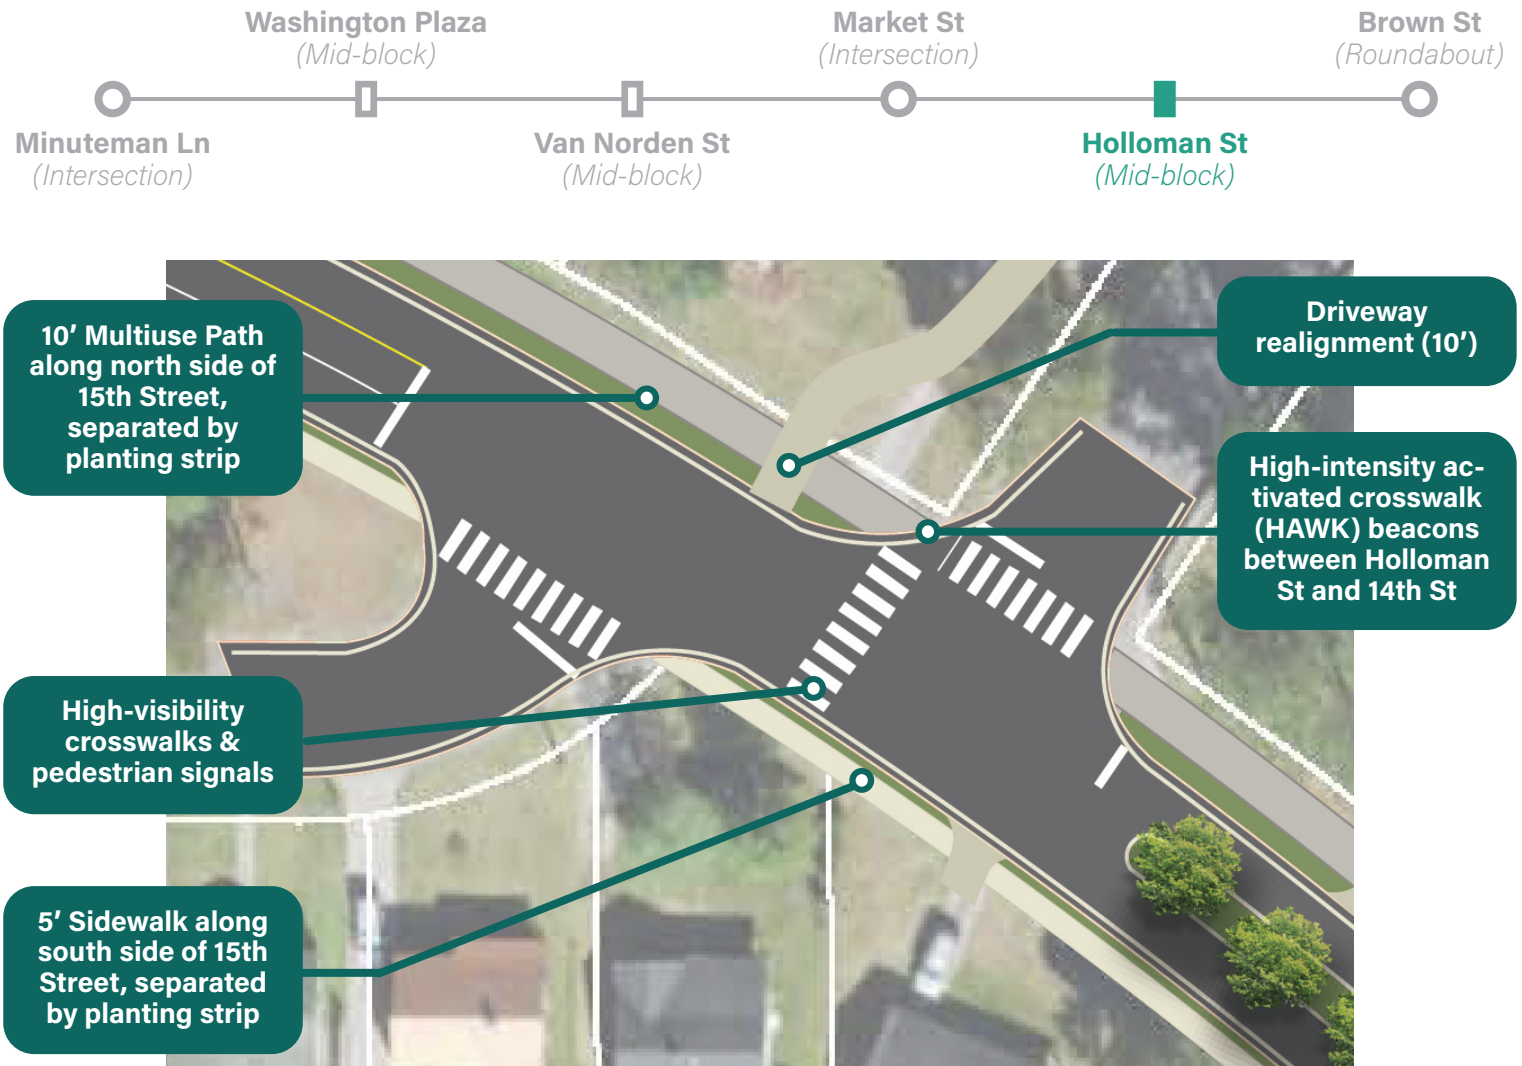 Washington Plaza
(Mid-block)
Market St
(Intersection)
Brown St
(Roundabout)
Minuteman Ln
(Intersection)
Van Norden St
(Mid-block)
Holloman St
(Mid-block)
10′ Multiuse Path
along north side of
15th Street,
separated by
planting strip
Driveway
realignment (10′)
High-intensity ac-
tivated crosswalk
(HAWK) beacons
between Holloman
St and 14th St
High-visibility
crosswalks &
pedestrian signals
5′ Sidewalk along
south side of 15th
Street, separated
by planting strip